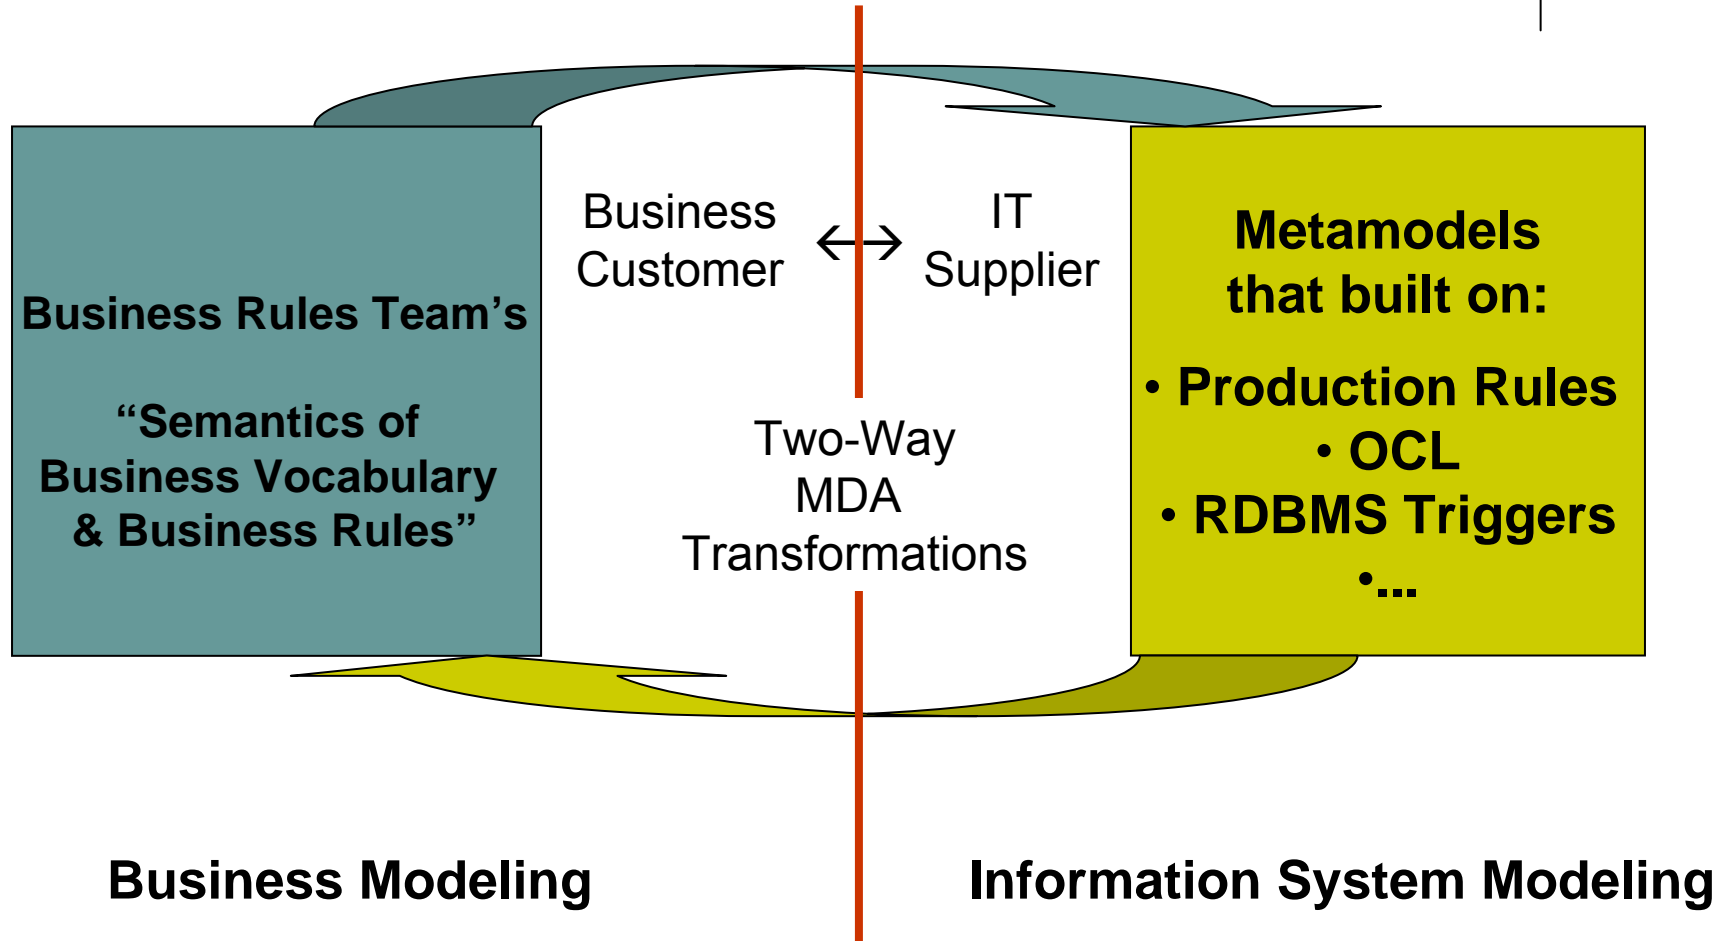 Business Rules Team’s
“Semantics of
Business Vocabulary
& Business Rules”
Business
Customer
IT
Supplier
Two-Way
MDA
Transformations
Metamodels
that built on:
• Production Rules
• OCL
• RDBMS Triggers
•...
Business Modeling
Information System Modeling